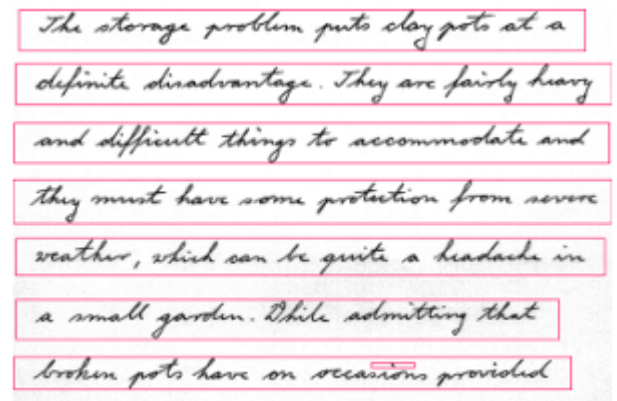 The storage problem puts clay pots at a
definite disadvantage. They are fairly heavy
and difficult things to accommodate and
they must have some protection from severe
weather, which can be quite a headache in
a small garden. While admitting that
broken pots have on occasions provided